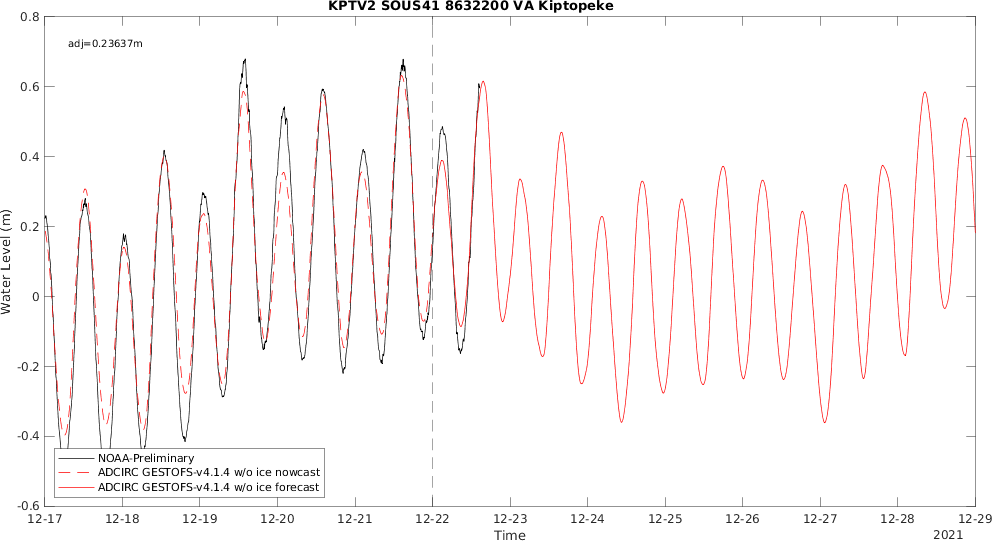 KPTV2 SOUS41 8632200 VA Kiptopeke
adj=0.23637m
0.8
0.6
0.4
0.2
0
-0.2
-0.4
-0.6
Water Level (m)
NOAA-Preliminary
ADCIRC GESTOFS-v4.1.4 w/o ice nowcast
ADCIRC GESTOFS-v4.1.4 w/o ice forecast
12-17 12-18 12-19 12-20 12-21 12-22 12-23 12-24 12-25 12-26 12-27 12-28 12-29
Time
2021